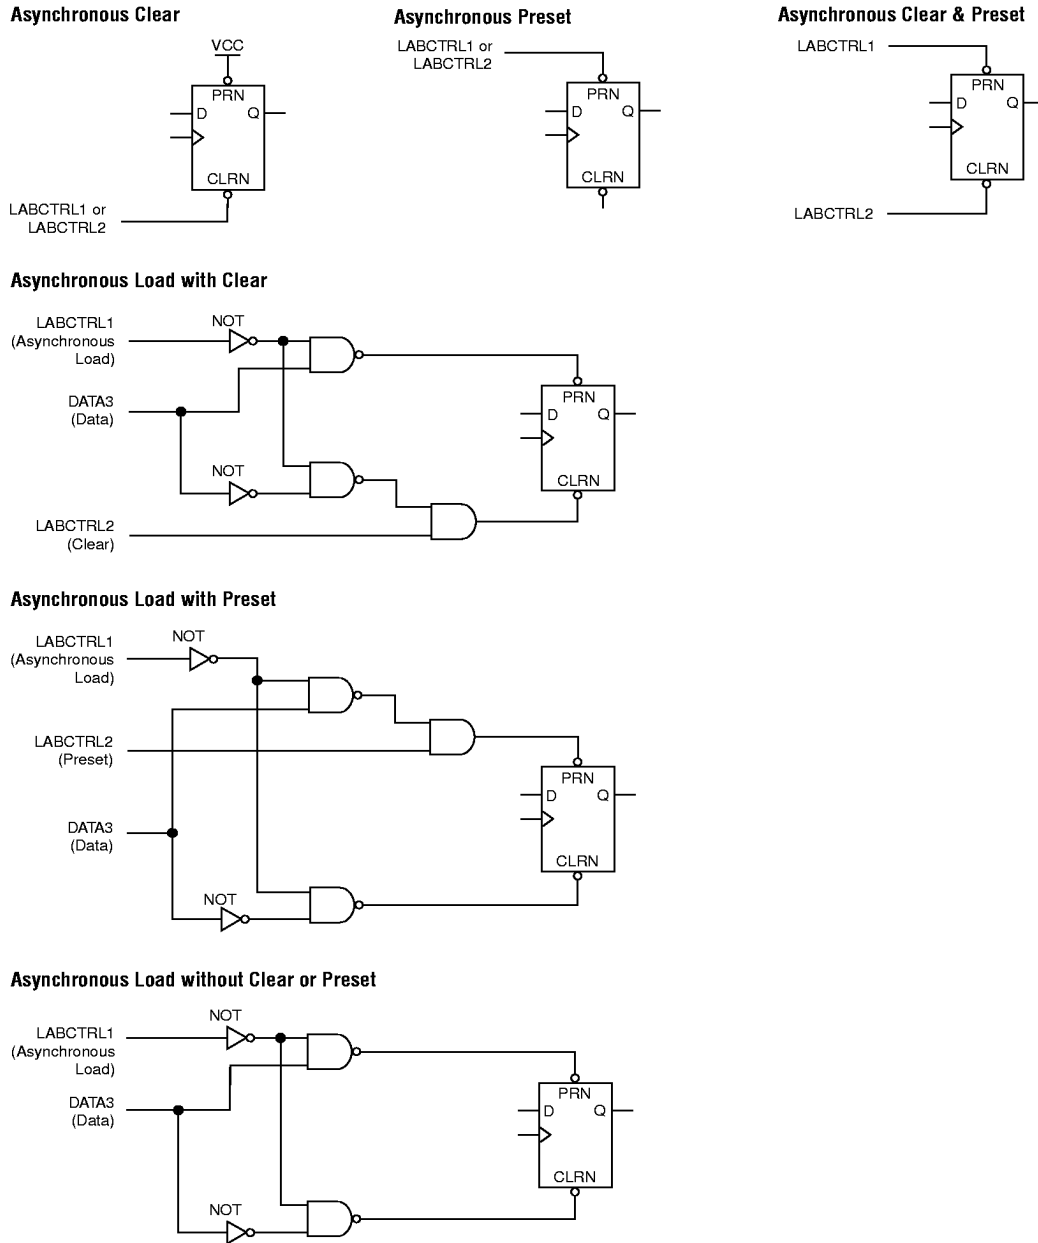 Asynchronous Clear
VCC
PRN
D
Q
CLRN
LABCTRL1 or
LABCTRL2
Asynchronous Preset
LABCTRL1 or
LABCTRL2
PRN
D
Q
CLRN
Asynchronous Clear & Preset
LABCTRL1
PRN
D
Q
CLRN
LABCTRL2
Asynchronous Load with Clear
LABCTRL1
(Asynchronous
Load)
NOT
DATA3
(Data)
NOT
LABCTRL2
(Clear)
PRN
D
Q
CLRN
Asynchronous Load with Preset
LABCTRL1
(Asynchronous
Load)
NOT
LABCTRL2
(Preset)
DATA3
(Data)
NOT
PRN
D
Q
CLRN
Asynchronous Load without Clear or Preset
LABCTRL1
(Asynchronous
Load)
NOT
DATA3
(Data)
NOT
PRN
D
Q
CLRN